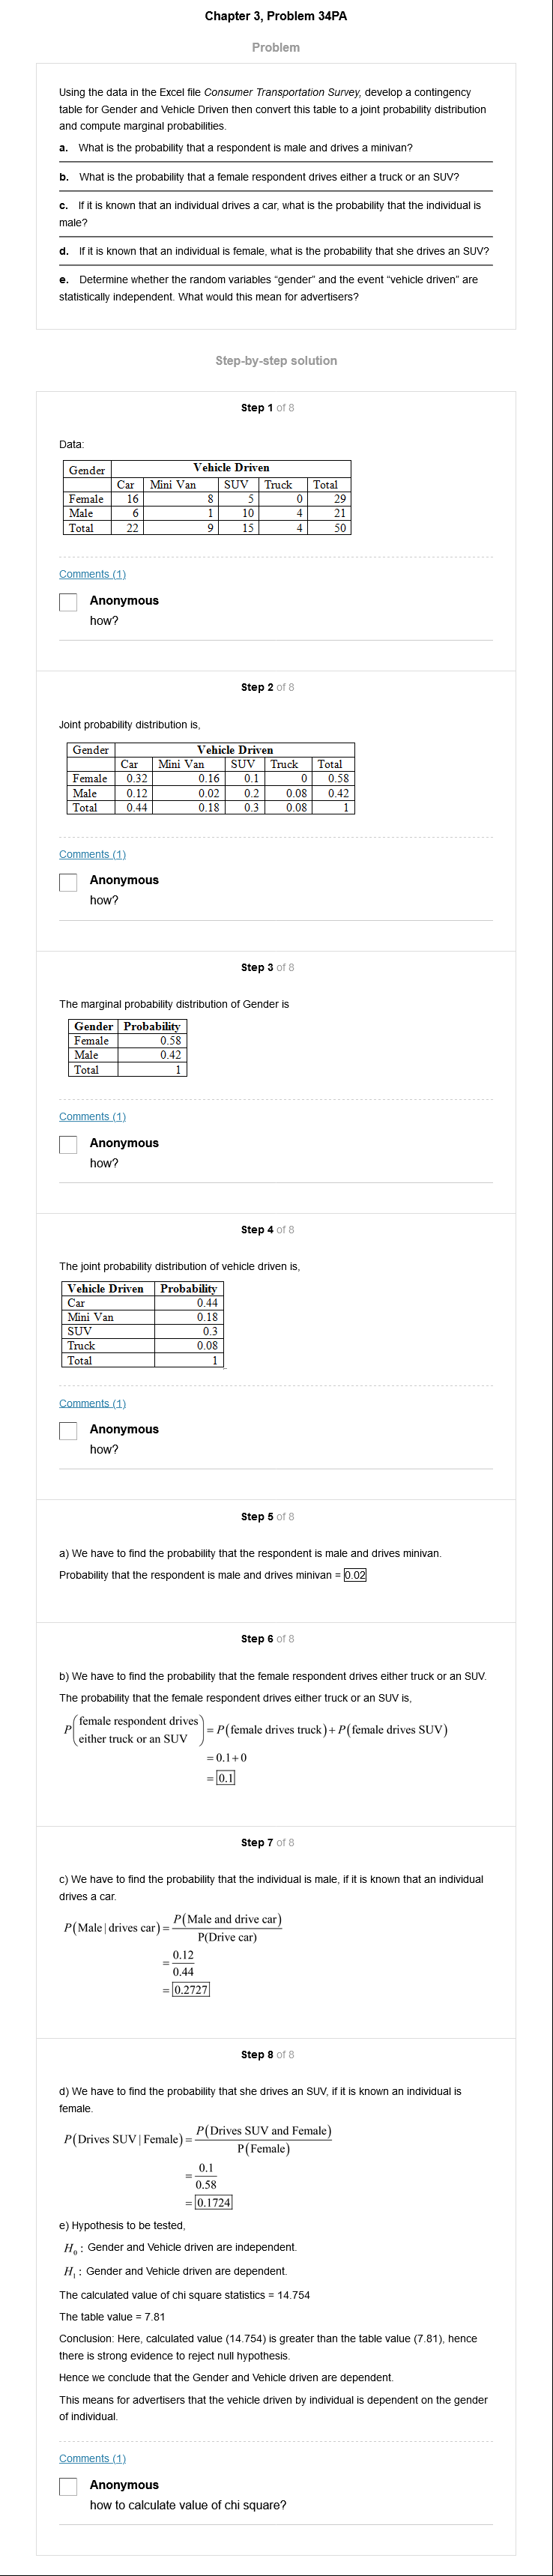 Chapter 3, Problem 34PA
Problem
Using the data in the Excel file Consumer Transportation Survey, develop a contingency
table for Gender and Vehicle Driven then convert this table to a joint probability distribution
and compute marginal probabilities.
a. What is the probability that a respondent is male and drives a minivan?
b. What is the probability that a female respondent drives either a truck or an SUV?
c. If it is known that an individual drives a car, what is the probability that the individual is
male?
d. If it is known that an individual is female, what is the probability that she drives an SUV?
e. Determine whether the random variables “gender” and the event “vehicle driven” are
statistically independent. What would this mean for advertisers?
Step-by-step solution
Step 1 of 8
Data:
Gender Vehicle Driven
Car Mini Van SUV Truck Total
Female 16 8 5 0 29
Male 6 1 10 4 21
Total 22 9 15 4 50
Comments (1)
Anonymous
how?
Step 2 of 8
Joint probability distribution is,
Gender Vehicle Driven
Car Mini Van SUV Truck Total
Female 0.32 0.16 0.1 0 0.58
Male 0.12 0.02 0.2 0.08 0.42
Total 0.44 0.18 0.3 0.08 1
Comments (1)
Anonymous
how?
Step 3 of 8
The marginal probability distribution of Gender is
Gender Probability
Female 0.58
Male 0.42
Total 1
Comments (1)
Anonymous
how?
Step 4 of 8
The joint probability distribution of vehicle driven is,
Vehicle Driven Probability
Car 0.44
Mini Van 0.18
SUV 0.3
Truck 0.08
Total 1
Comments (1)
Anonymous
how?
Step 5 of 8
a) We have to find the probability that the respondent is male and drives minivan.
Probability that the respondent is male and drives minivan = 0.02
Step 6 of 8
b) We have to find the probability that the female respondent drives either truck or an SUV.
The probability that the female respondent drives either truck or an SUV is,
P(female respondent drives either truck or an SUV) = P(female drives truck) + P(female drives SUV)
= 0.1+0
= 0.1
Step 7 of 8
c) We have to find the probability that the individual is male, if it is known that an individual
drives a car.
P(Male | drives car) = P(Male and drive car) / P(Drive car)
= 0.12 / 0.44
= 0.2727
Step 8 of 8
d) We have to find the probability that she drives an SUV, if it is known an individual is
female.
P(Drives SUV | Female) = P(Drives SUV and Female) / P(Female)
= 0.1 / 0.58
= 0.1724
e) Hypothesis to be tested,
H₀ : Gender and Vehicle driven are independent.
H₁ : Gender and Vehicle driven are dependent.
The calculated value of chi square statistics = 14.754
The table value = 7.81
Conclusion: Here, calculated value (14.754) is greater than the table value (7.81), hence
there is strong evidence to reject null hypothesis.
Hence we conclude that the Gender and Vehicle driven are dependent.
This means for advertisers that the vehicle driven by individual is dependent on the gender
of individual.
Comments (1)
Anonymous
how to calculate value of chi square?